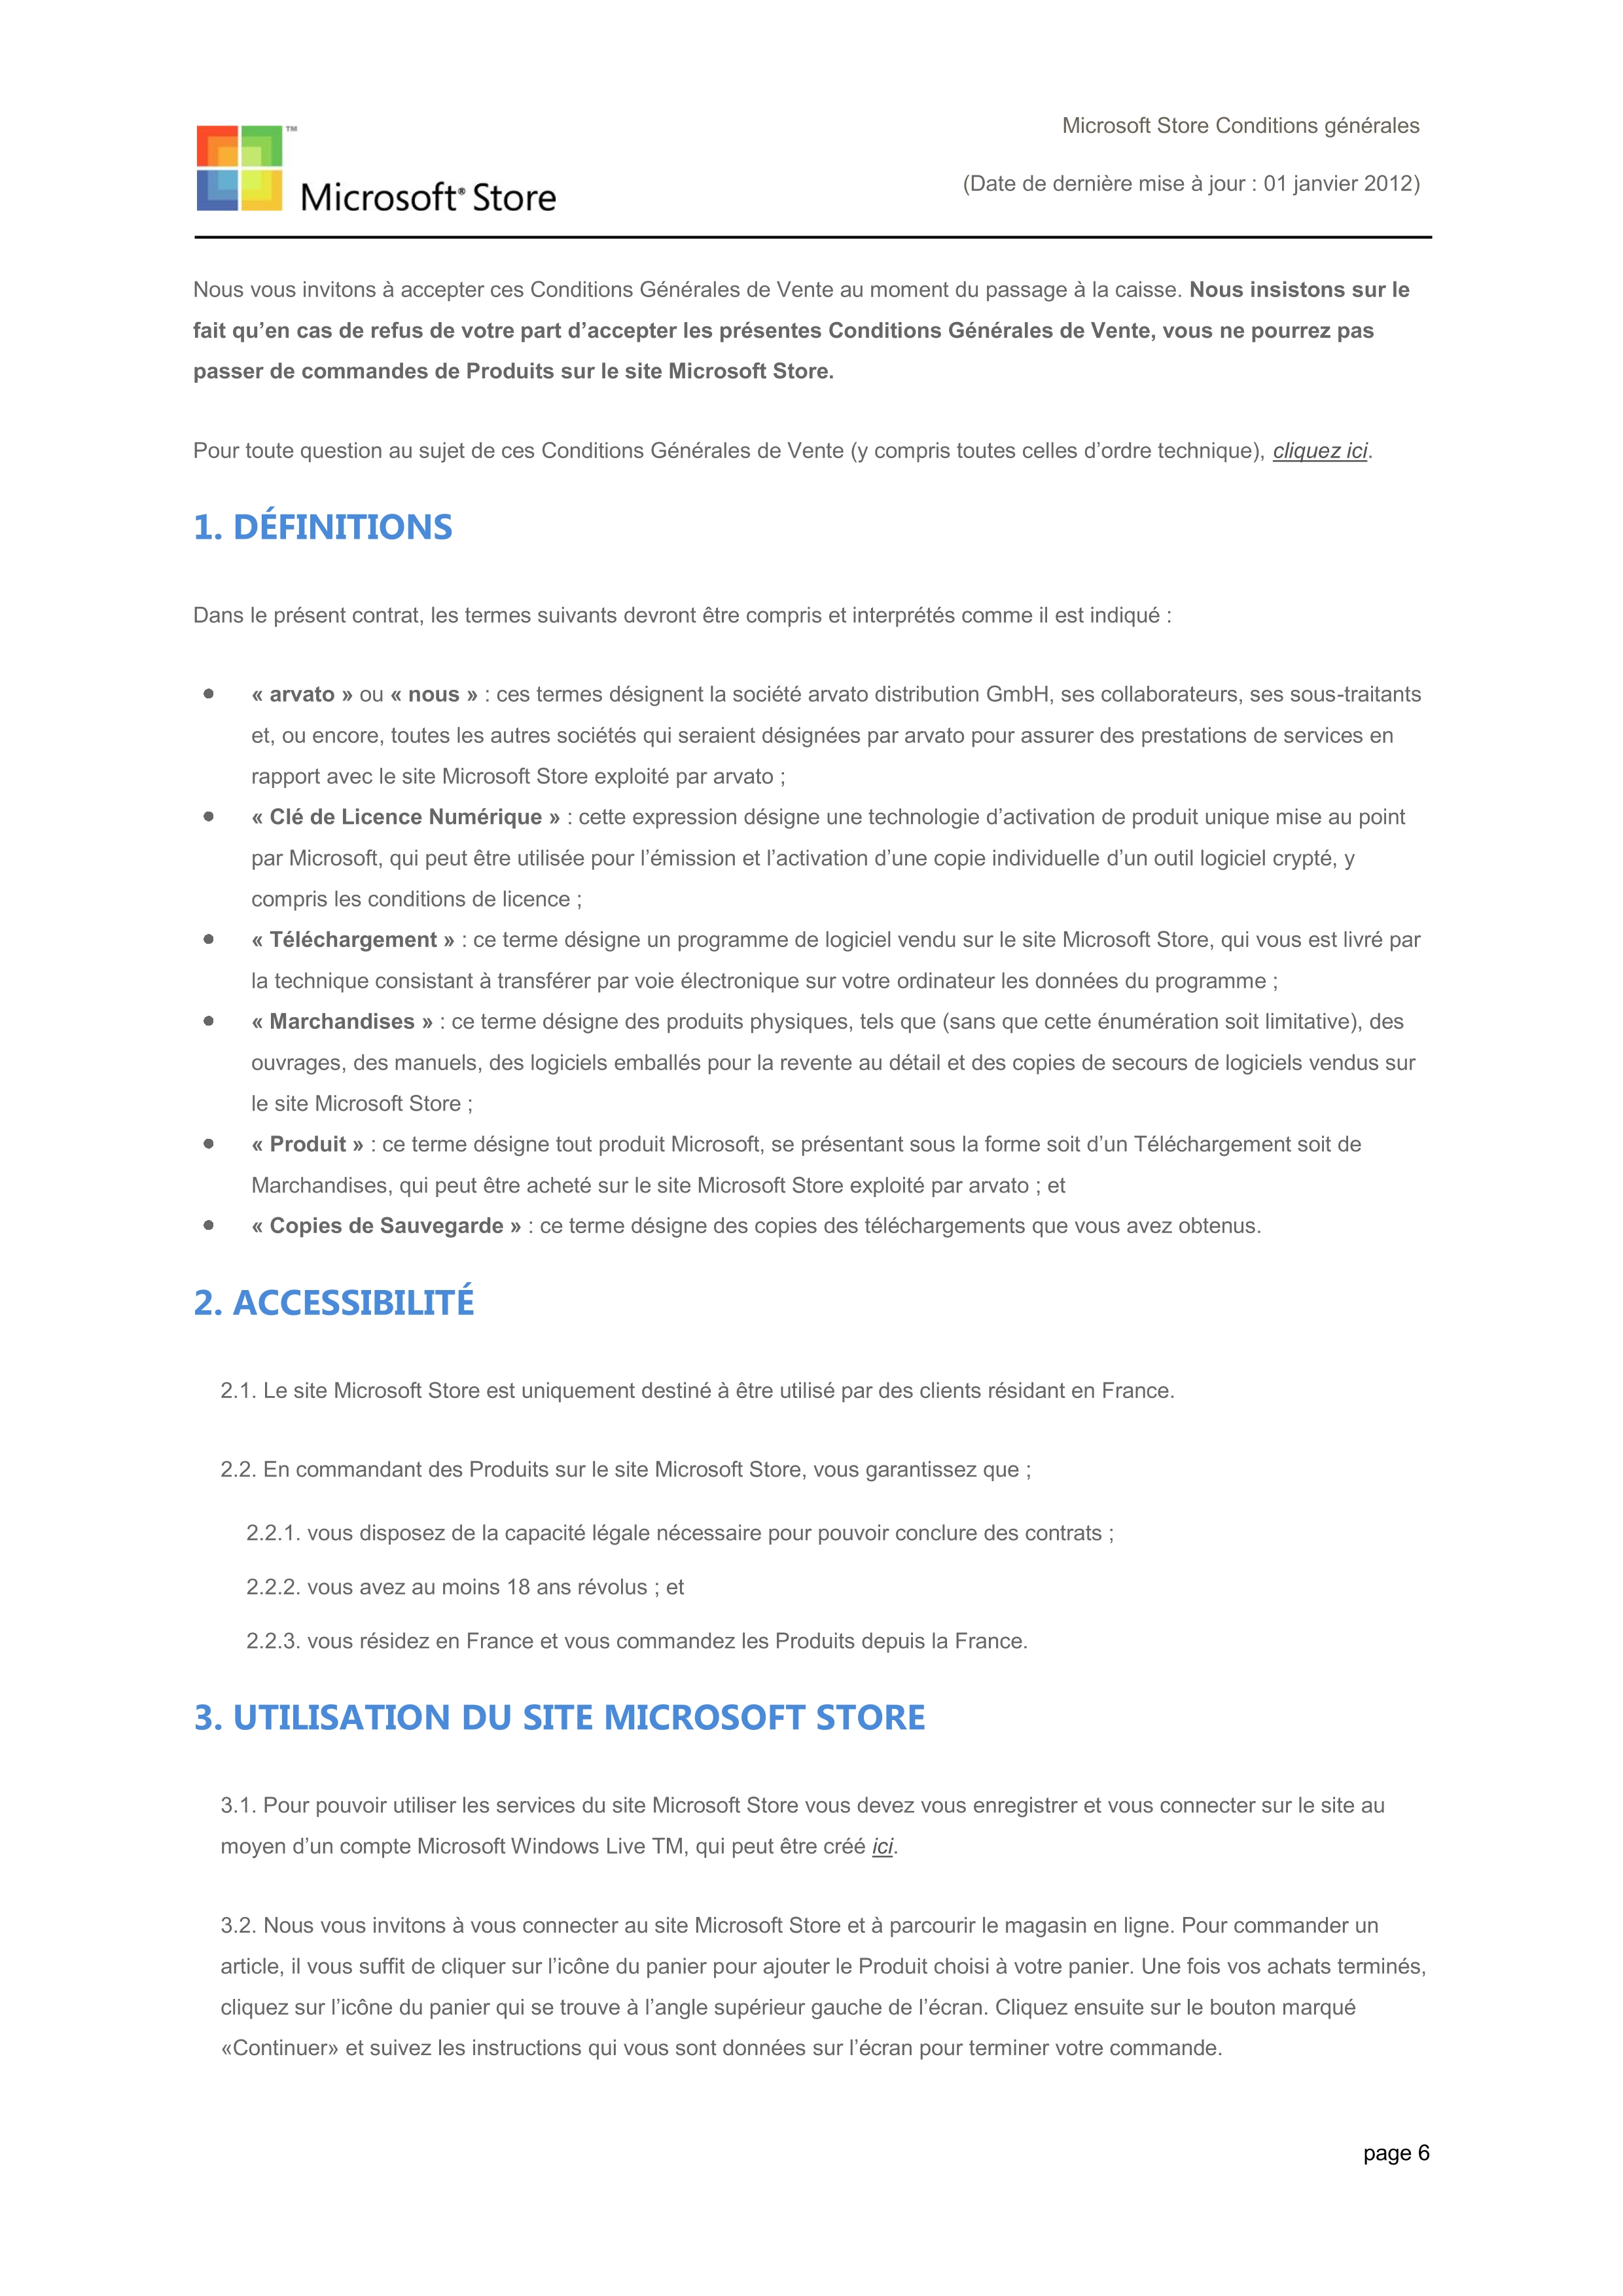 Microsoft Store Conditions générales
(Date de dernière mise à jour : 01 janvier 2012)
TM
Microsoft® Store
Nous vous invitons à accepter ces Conditions Générales de Vente au moment du passage à la caisse. Nous insistons sur le
fait qu’en cas de refus de votre part d’accepter les présentes Conditions Générales de Vente, vous ne pourrez pas
passer de commandes de Produits sur le site Microsoft Store.
Pour toute question au sujet de ces Conditions Générales de Vente (y compris toutes celles d’ordre technique), cliquez ici.
1. DÉFINITIONS
Dans le présent contrat, les termes suivants devront être compris et interprétés comme il est indiqué :
● « arvato » ou « nous » : ces termes désignent la société arvato distribution GmbH, ses collaborateurs, ses sous-traitants
et, ou encore, toutes les autres sociétés qui seraient désignées par arvato pour assurer des prestations de services en
rapport avec le site Microsoft Store exploité par arvato ;
● « Clé de Licence Numérique » : cette expression désigne une technologie d’activation de produit unique mise au point
par Microsoft, qui peut être utilisée pour l’émission et l’activation d’une copie individuelle d’un outil logiciel crypté, y
compris les conditions de licence ;
● « Téléchargement » : ce terme désigne un programme de logiciel vendu sur le site Microsoft Store, qui vous est livré par
la technique consistant à transférer par voie électronique sur votre ordinateur les données du programme ;
● « Marchandises » : ce terme désigne des produits physiques, tels que (sans que cette énumération soit limitative), des
ouvrages, des manuels, des logiciels emballés pour la revente au détail et des copies de secours de logiciels vendus sur
le site Microsoft Store ;
● « Produit » : ce terme désigne tout produit Microsoft, se présentant sous la forme soit d’un Téléchargement soit de
Marchandises, qui peut être acheté sur le site Microsoft Store exploité par arvato ; et
● « Copies de Sauvegarde » : ce terme désigne des copies des téléchargements que vous avez obtenus.
2. ACCESSIBILITÉ
2.1. Le site Microsoft Store est uniquement destiné à être utilisé par des clients résidant en France.
2.2. En commandant des Produits sur le site Microsoft Store, vous garantissez que ;
2.2.1. vous disposez de la capacité légale nécessaire pour pouvoir conclure des contrats ;
2.2.2. vous avez au moins 18 ans révolus ; et
2.2.3. vous résidez en France et vous commandez les Produits depuis la France.
3. UTILISATION DU SITE MICROSOFT STORE
3.1. Pour pouvoir utiliser les services du site Microsoft Store vous devez vous enregistrer et vous connecter sur le site au
moyen d’un compte Microsoft Windows Live TM, qui peut être créé ici.
3.2. Nous vous invitons à vous connecter au site Microsoft Store et à parcourir le magasin en ligne. Pour commander un
article, il vous suffit de cliquer sur l’icône du panier pour ajouter le Produit choisi à votre panier. Une fois vos achats terminés,
cliquez sur l’icône du panier qui se trouve à l’angle supérieur gauche de l’écran. Cliquez ensuite sur le bouton marqué
«Continuer» et suivez les instructions qui vous sont données sur l’écran pour terminer votre commande.
page 6